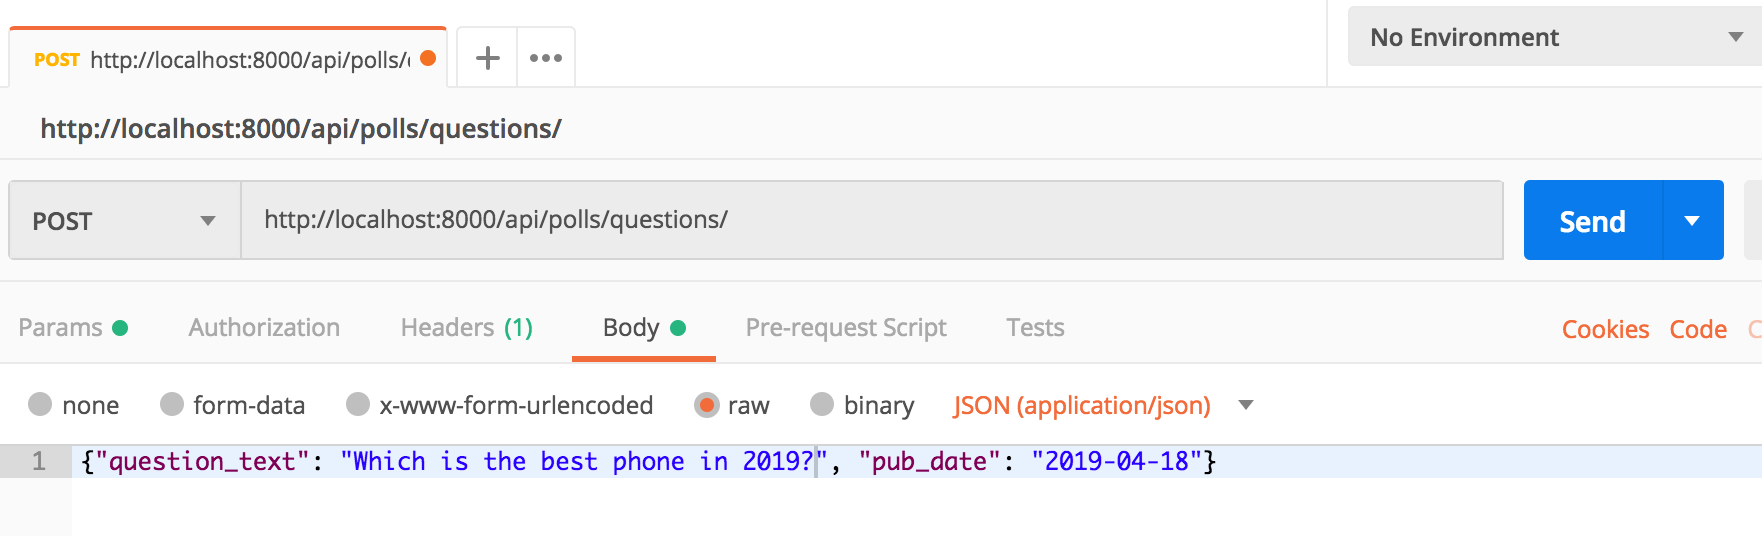 POST http://localhost:8000/api/polls/
No Environment
http://localhost:8000/api/polls/questions/
POST http://localhost:8000/api/polls/questions/ Send
Params Authorization Headers (1) Body Pre-request Script Tests Cookies Code
none form-data x-www-form-urlencoded raw binary JSON (application/json)
1 {"question_text": "Which is the best phone in 2019?", "pub_date": "2019-04-18"}